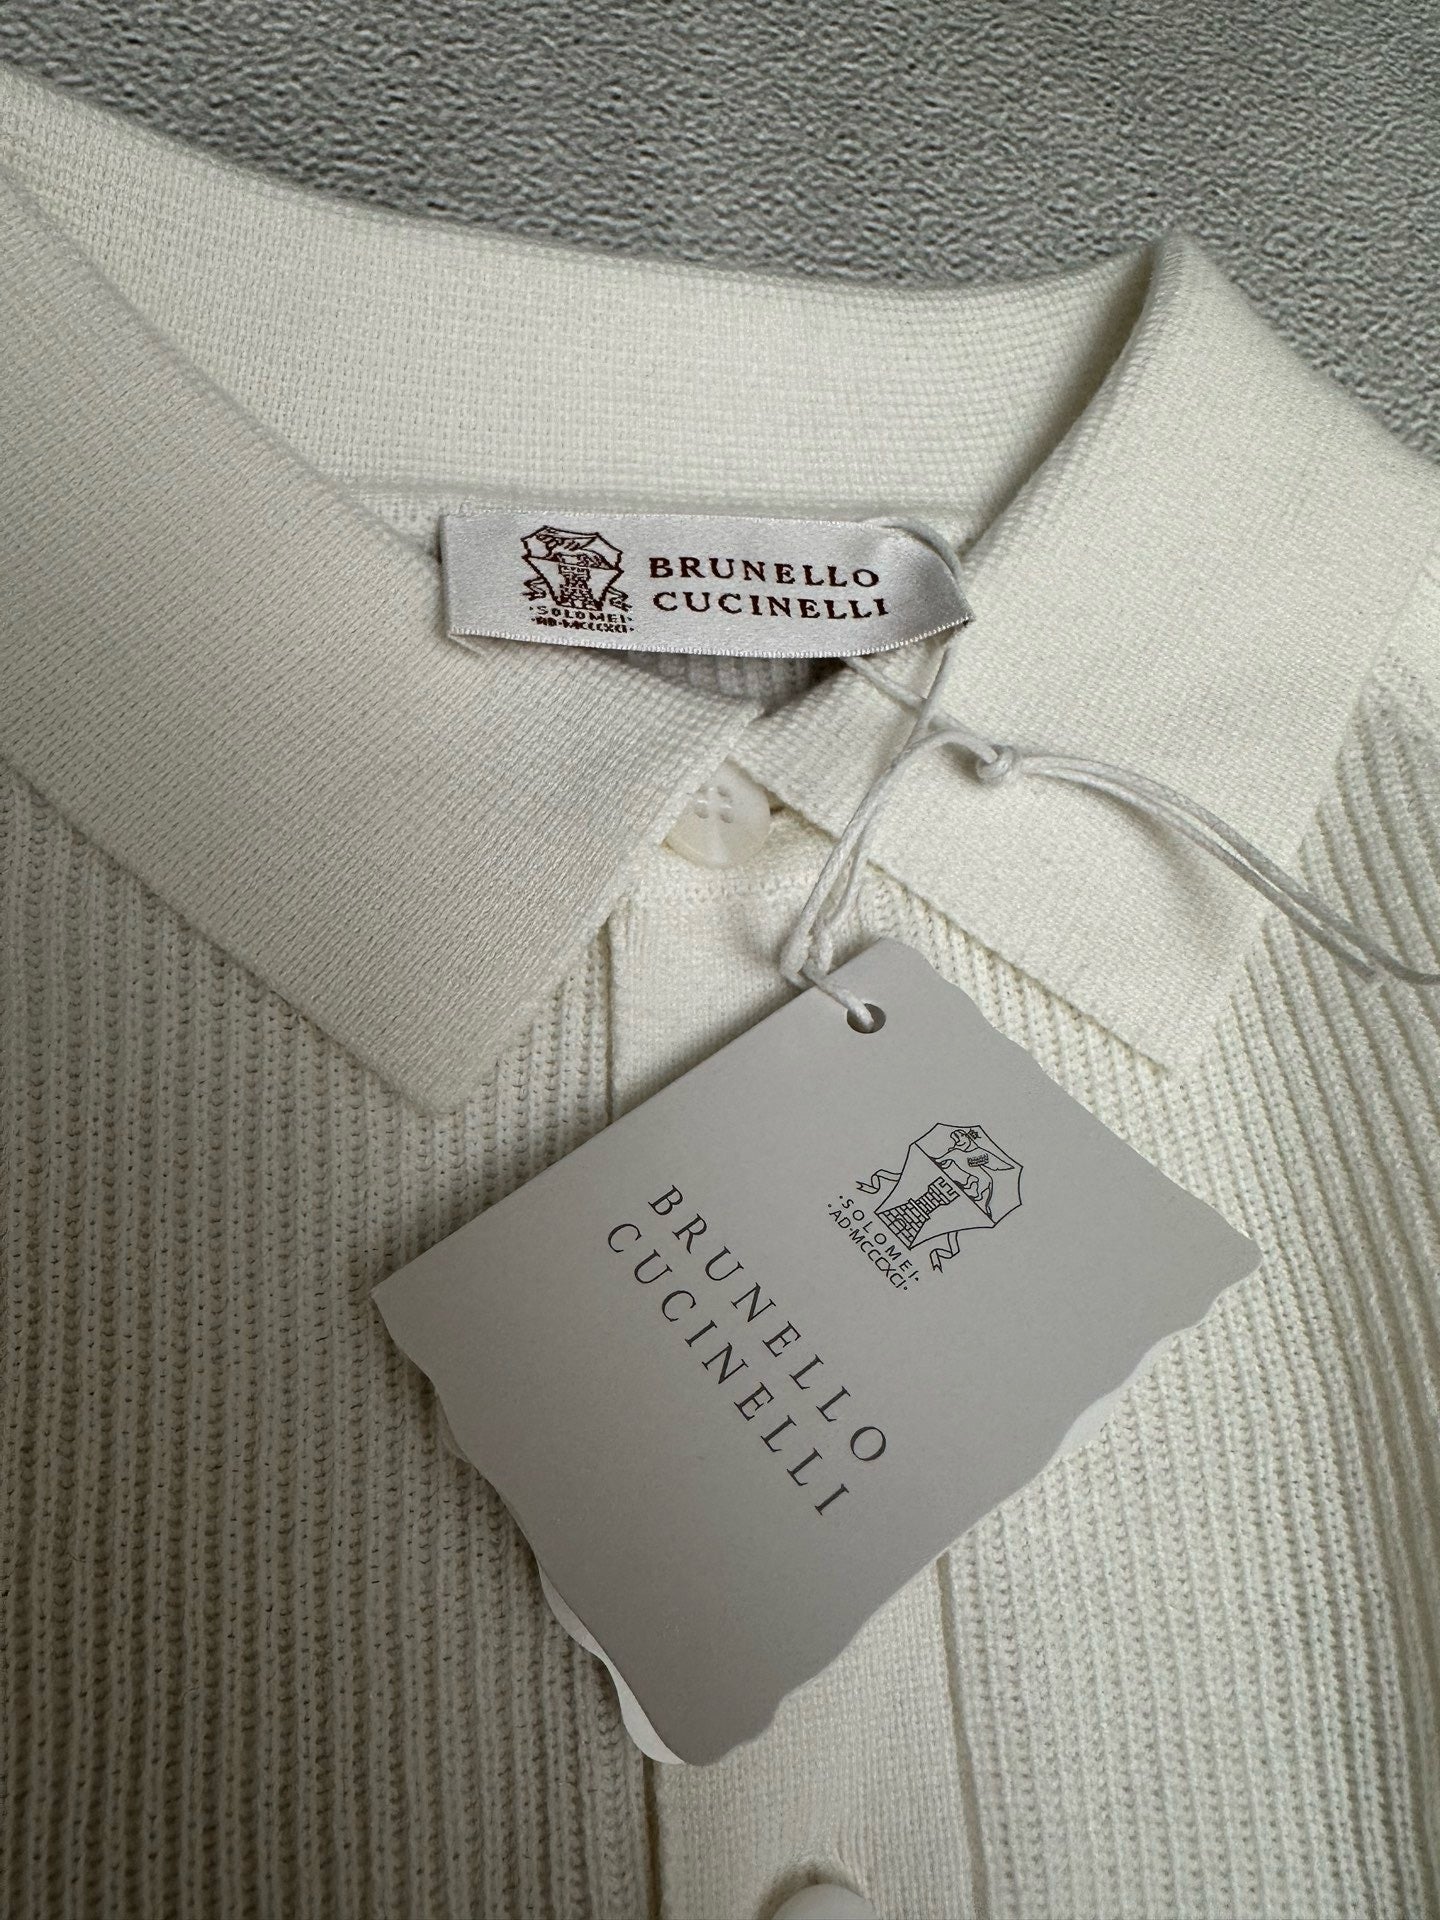 BRUNELLO
CUCINELLI
·SOLOMEI·
·AD·MCCCXCI·
BRUNELLO
CUCINELLI
·SOLOMEI·
·AD·MCCCXCI·